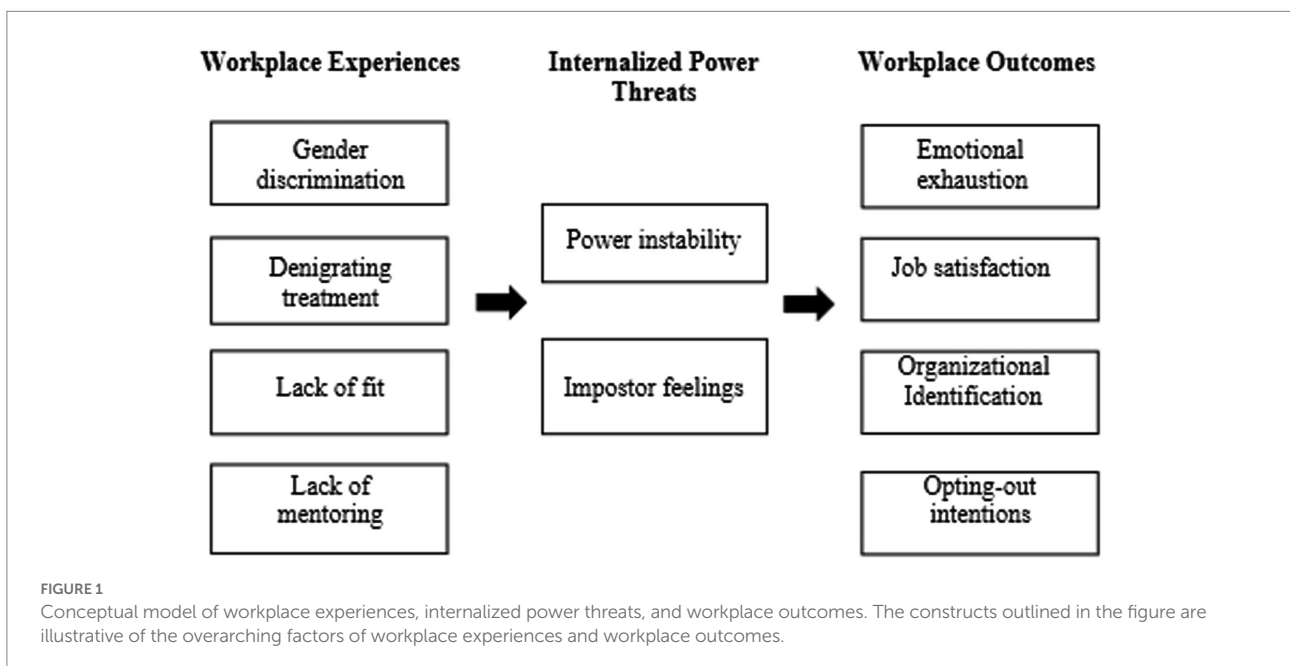 Workplace Experiences
Gender
discrimination
Denigrating
treatment
Lack of fit
Lack of
mentoring
Internalized Power
Threats
Power instability
Impostor feelings
Workplace Outcomes
Emotional
exhaustion
Job satisfaction
Organizational
Identification
Opting-out
intentions
FIGURE 1
Conceptual model of workplace experiences, internalized power threats, and workplace outcomes. The constructs outlined in the figure are
illustrative of the overarching factors of workplace experiences and workplace outcomes.